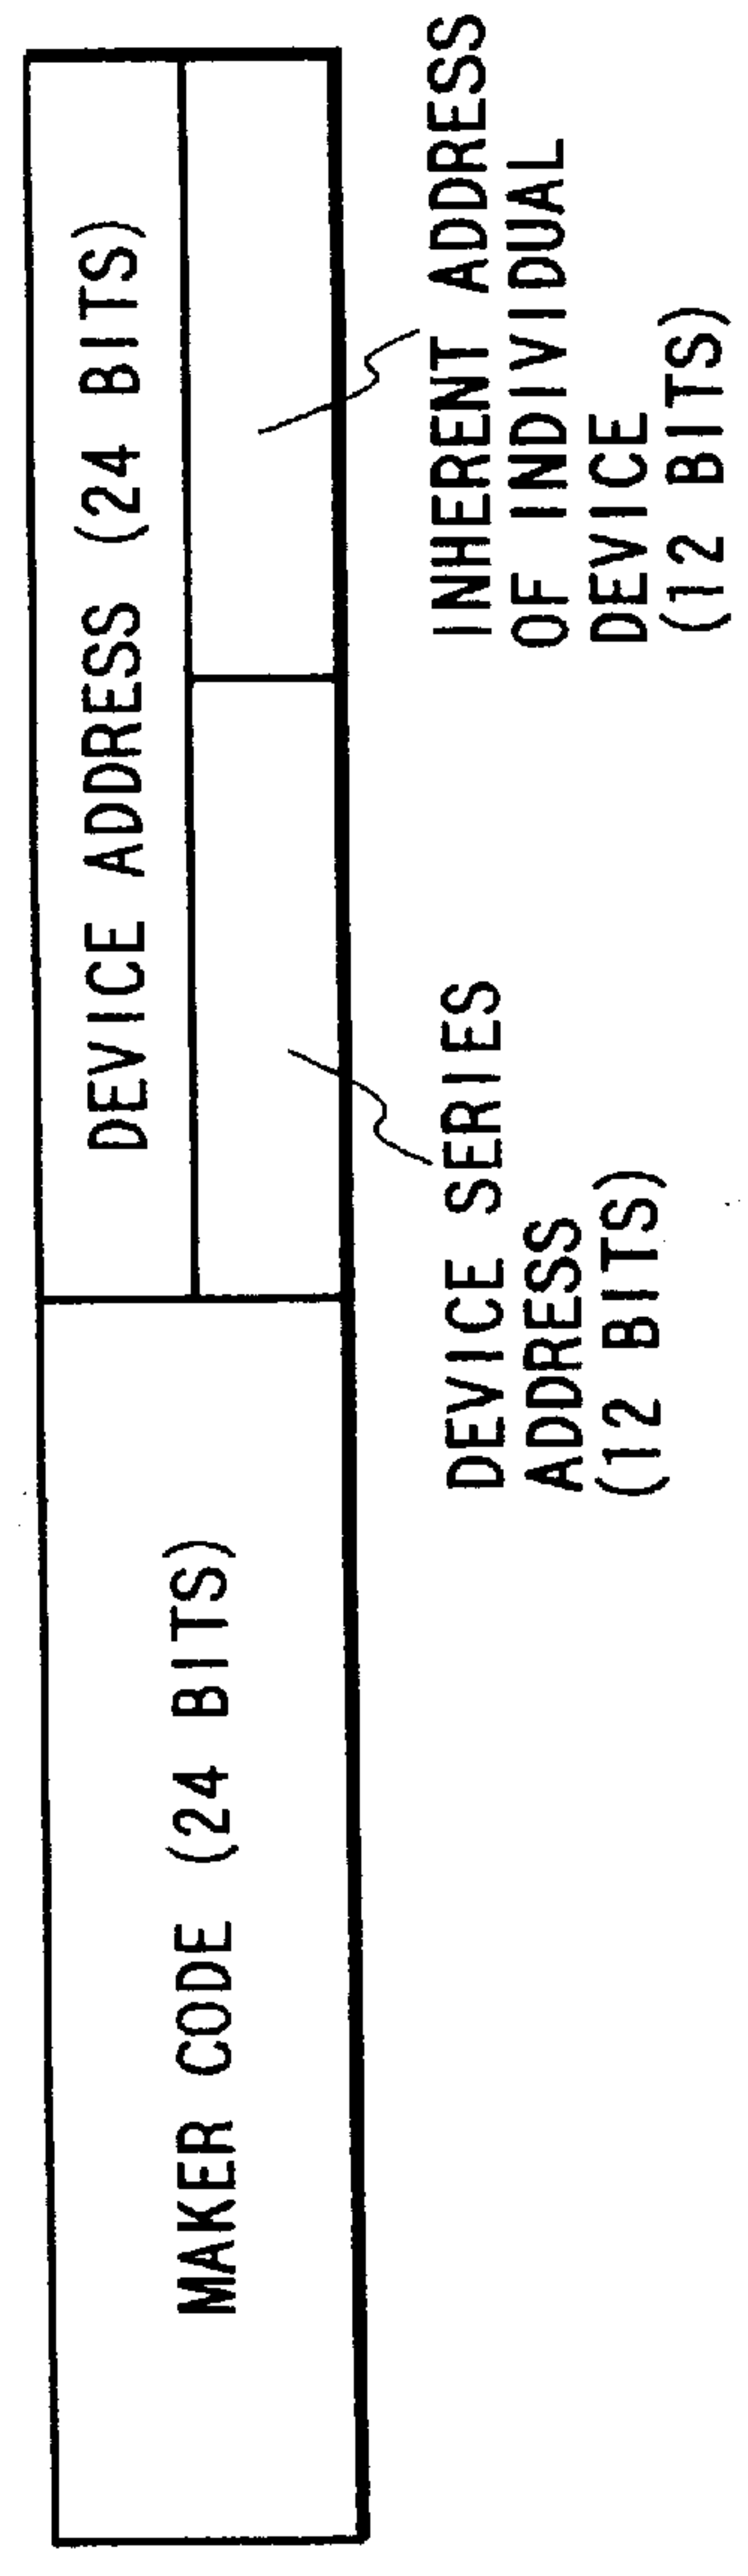 MAKER CODE (24 BITS)
DEVICE ADDRESS (24 BITS)
DEVICE SERIES
ADDRESS
(12 BITS)
INHERENT ADDRESS
OF INDIVIDUAL
DEVICE
(12 BITS)